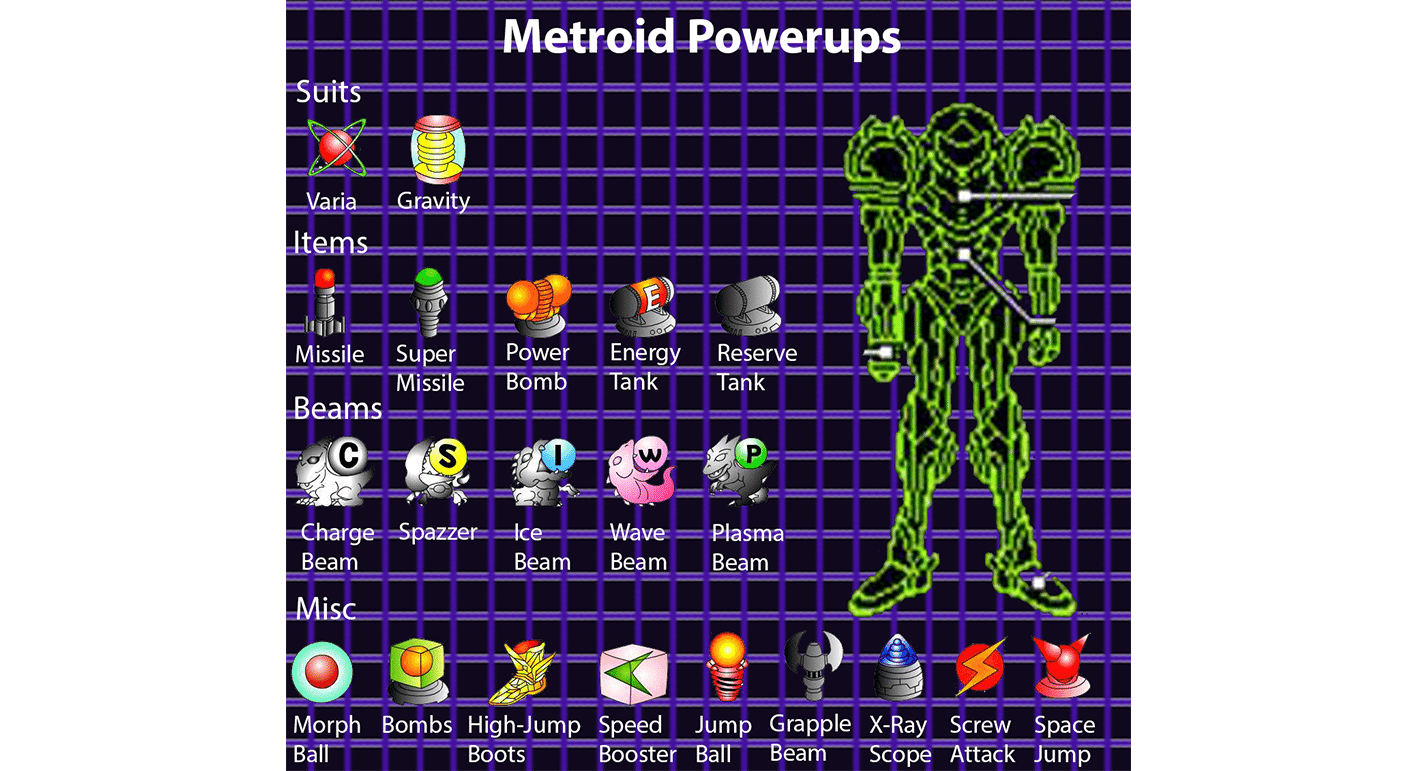 Metroid Powerups
Suits
Varia Gravity
Items
E
Missile Super Missile Power Bomb Energy Tank Reserve Tank
Beams
C S I W P
Charge Beam Spazzer Ice Beam Wave Beam Plasma Beam
Misc
Morph Ball Bombs High-Jump Boots Speed Booster Jump Ball Grapple Beam X-Ray Scope Screw Attack Space Jump